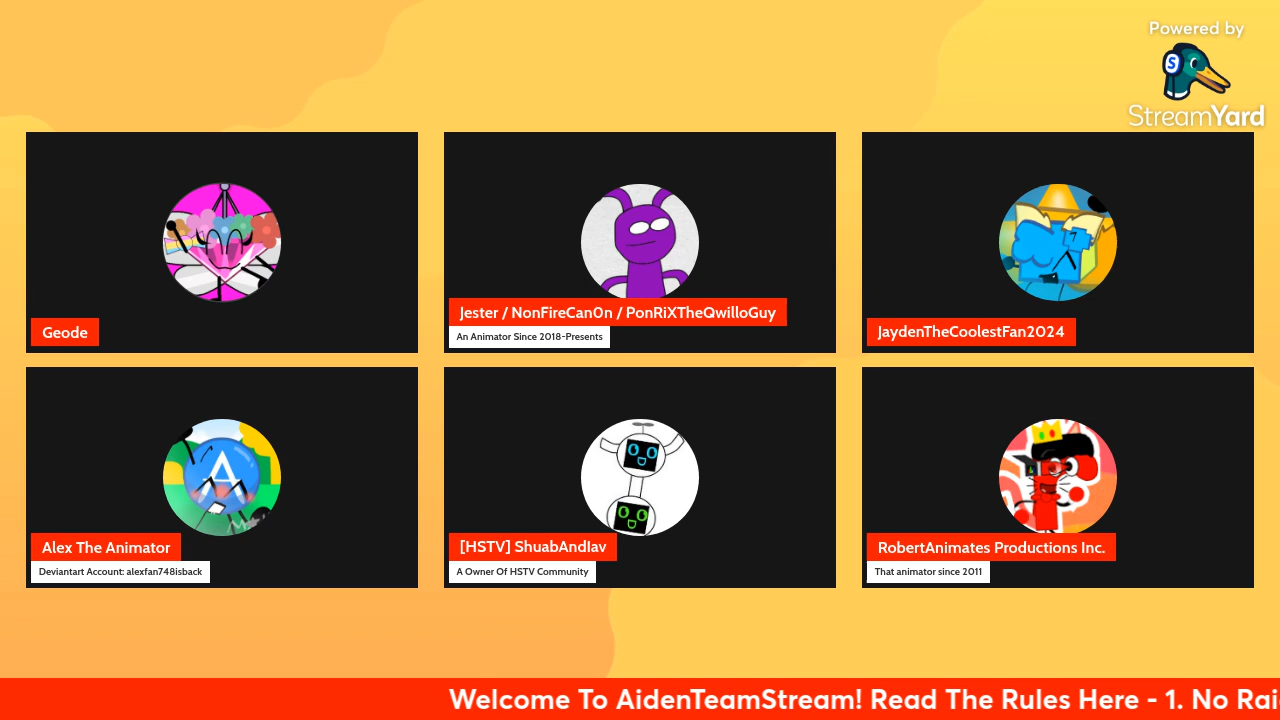 Powered by
StreamYard
Geode
Jester / NonFireCan0n / PonRiXTheQwilloGuy
An Animator Since 2018-Presents
JaydenTheCoolestFan2024
Alex The Animator
Deviantart Account: alexfan748isback
[HSTV] ShuabAndIav
A Owner Of HSTV Community
RobertAnimates Productions Inc.
That animator since 2011
Welcome To AidenTeamStream! Read The Rules Here - 1. No Rai